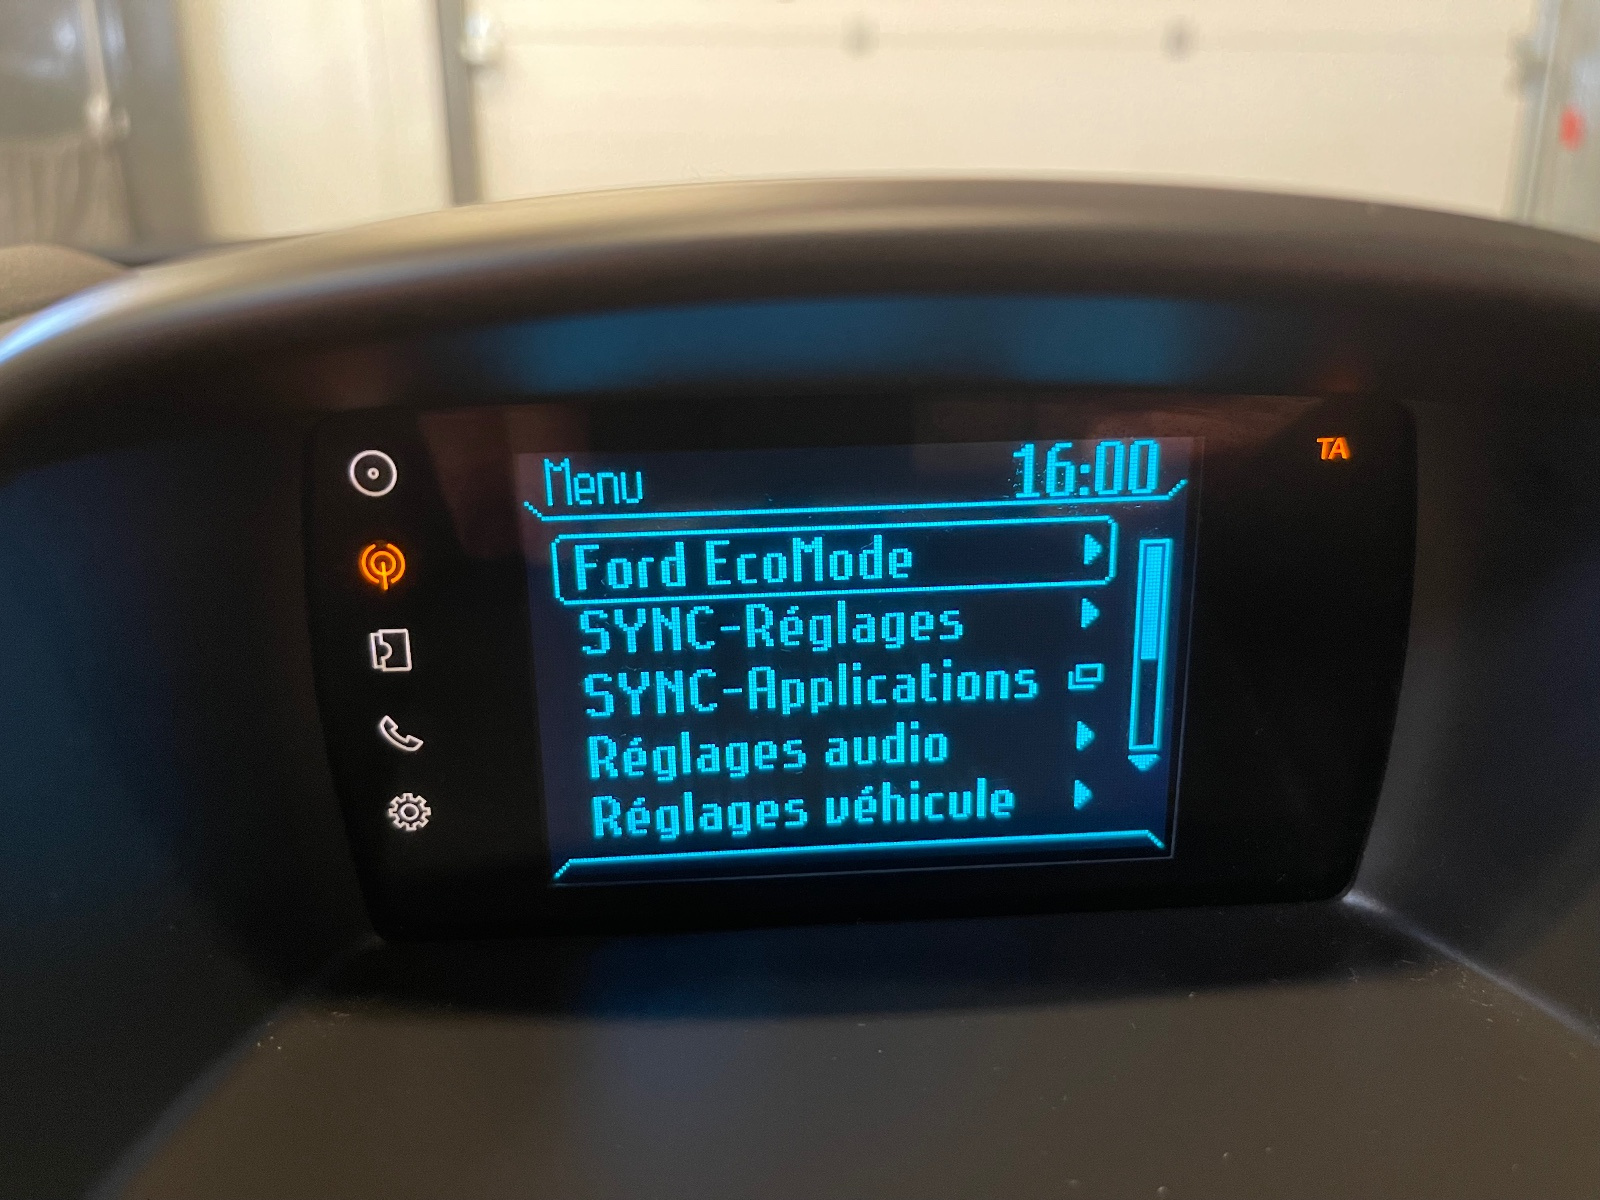 Menu 16:00
TA
Ford EcoMode
SYNC-Réglages
SYNC-Applications
Réglages audio
Réglages véhicule